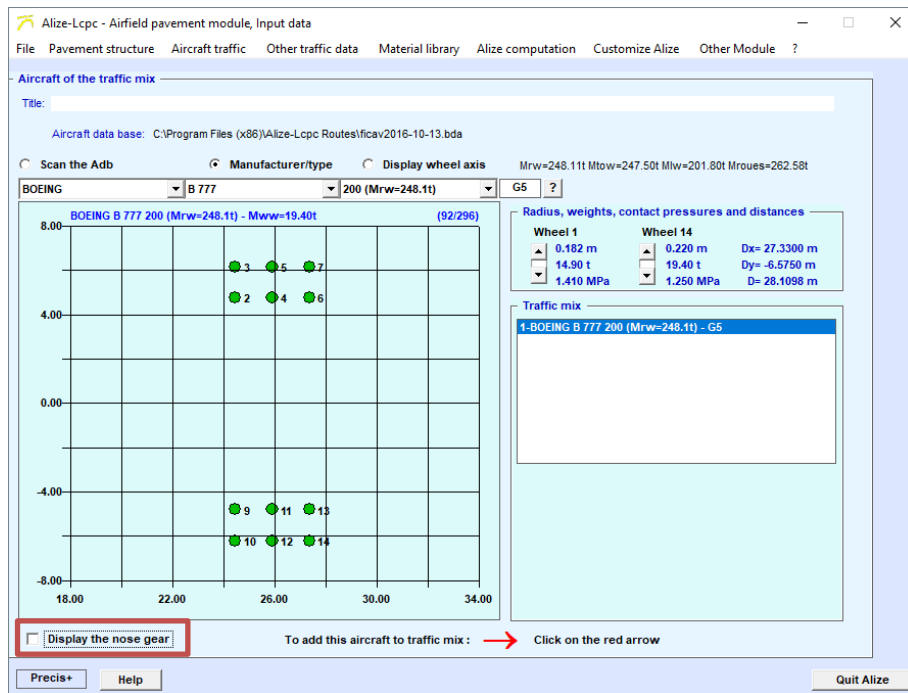 Alize-Lcpc - Airfield pavement module, Input data
File Pavement structure Aircraft traffic Other traffic data Material library Alize computation Customize Alize Other Module ?
Aircraft of the traffic mix
Title:
Aircraft data base: C:\Program Files (x86)\Alize-Lcpc Routes\ficav2016-10-13.bda
Scan the Adb Manufacturer/type Display wheel axis Mrw=248.11t Mtow=247.50t Mlw=201.80t Mroues=262.58t
BOEING B 777 200 (Mrw=248.1t) G5 ?
BOEING B 777 200 (Mrw=248.1t) - Mww=19.40t (92/296)
8.00
3 5 7
2 4 6
4.00
0.00
-4.00
9 11 13
10 12 14
-8.00
18.00 22.00 26.00 30.00 34.00
Radius, weights, contact pressures and distances
Wheel 1 Wheel 14
0.182 m 0.220 m Dx= 27.3300 m
14.90 t 19.40 t Dy= -6.5750 m
1.410 MPa 1.250 MPa D= 28.1098 m
Traffic mix
1-BOEING B 777 200 (Mrw=248.1t) - G5
Display the nose gear To add this aircraft to traffic mix : Click on the red arrow
Precis+ Help Quit Alize